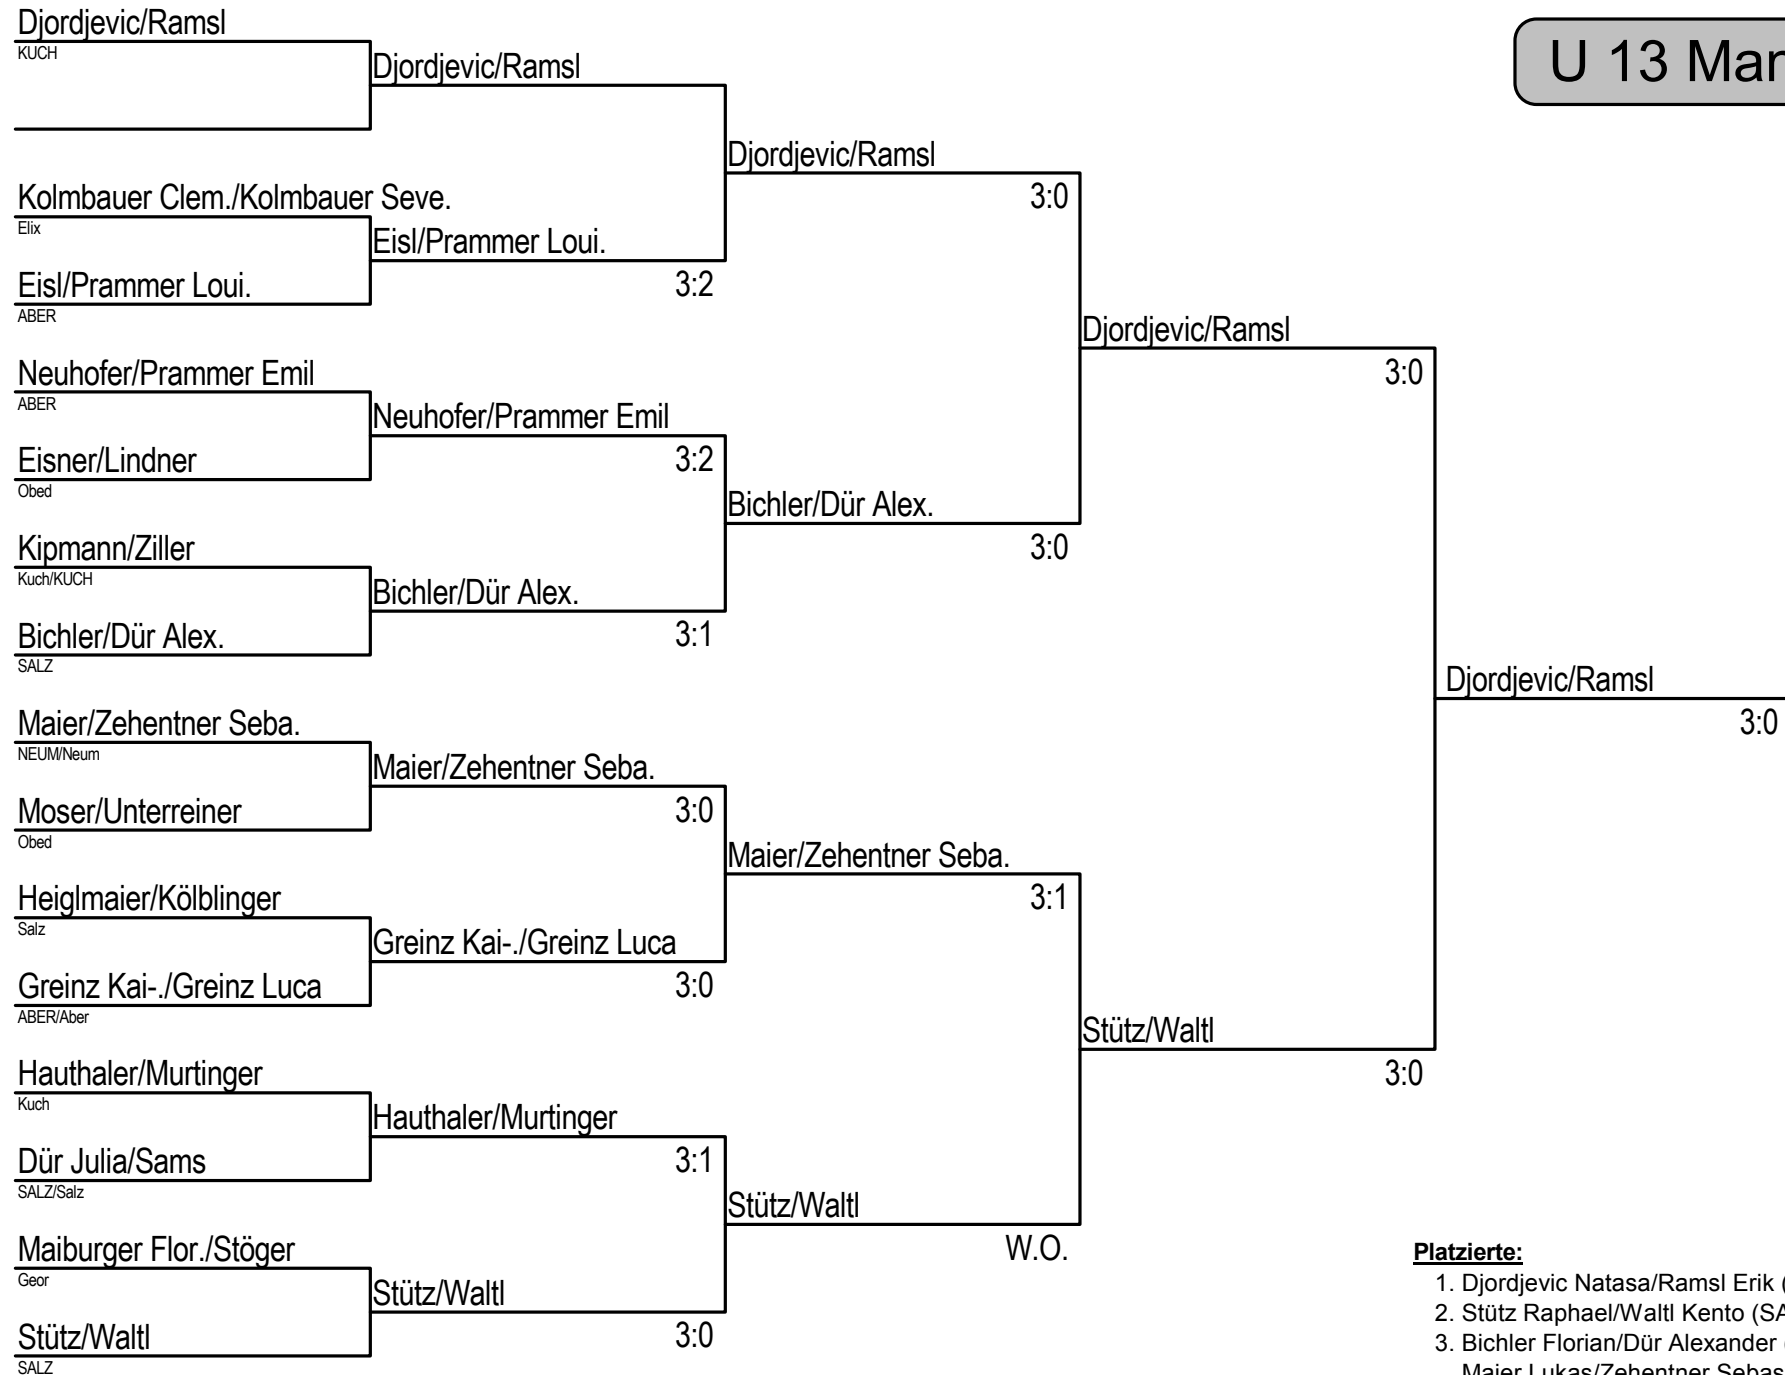 Djordjevic/Ramsl
KUCH
U 13 Man
Djordjevic/Ramsl
Djordjevic/Ramsl
Kolmbauer Clem./Kolmbauer Seve.
3:0
Elix
Eisl/Prammer Loui.
Eisl/Prammer Loui.
3:2
ABER
Djordjevic/Ramsl
Neuhofer/Prammer Emil
3:0
ABER
Neuhofer/Prammer Emil
Eisner/Lindner
3:2
Obed
Bichler/Dür Alex.
Kipmann/Ziller
3:0
Kuch/KUCH
Bichler/Dür Alex.
Bichler/Dür Alex.
3:1
SALZ
Djordjevic/Ramsl
Maier/Zehentner Seba.
3:0
NEUM/Neum
Maier/Zehentner Seba.
Moser/Unterreiner
3:0
Obed
Maier/Zehentner Seba.
Heiglmaier/Kölblinger
3:1
Salz
Greinz Kai-./Greinz Luca
Greinz Kai-./Greinz Luca
3:0
ABER/Aber
Stütz/Waltl
Hauthaler/Murtinger
3:0
Kuch
Hauthaler/Murtinger
Dür Julia/Sams
3:1
SALZ/Salz
Stütz/Waltl
Maiburger Flor./Stöger
W.O.
Geor
Stütz/Waltl
Stütz/Waltl
3:0
SALZ
Platzierte:
1. Djordjevic Natasa/Ramsl Erik (
2. Stütz Raphael/Waltl Kento (SA
3. Bichler Florian/Dür Alexander (
Maier Lukas/Zehentner Sebas